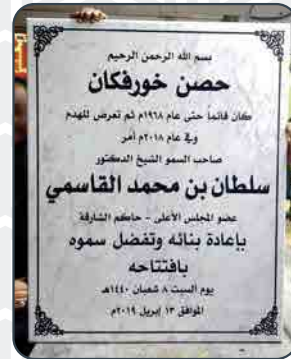 بسم الله الرحمن الرحيم
حصن خورفكان
كان قائماً حتى عام ١٩٦٨م ثم تعرض للهدم
وفي عام ٢٠١٨م أمر
صاحب السمو الشيخ الدكتور
سلطان بن محمد القاسمي
عضو المجلس الأعلى - حاكم الشارقة
بإعادة بنائه وتفضل سموه
بافتتاحه
يوم السبت ٨ شعبان ١٤٤٠هـ
الموافق ١٣ إبريل ٢٠١٩م